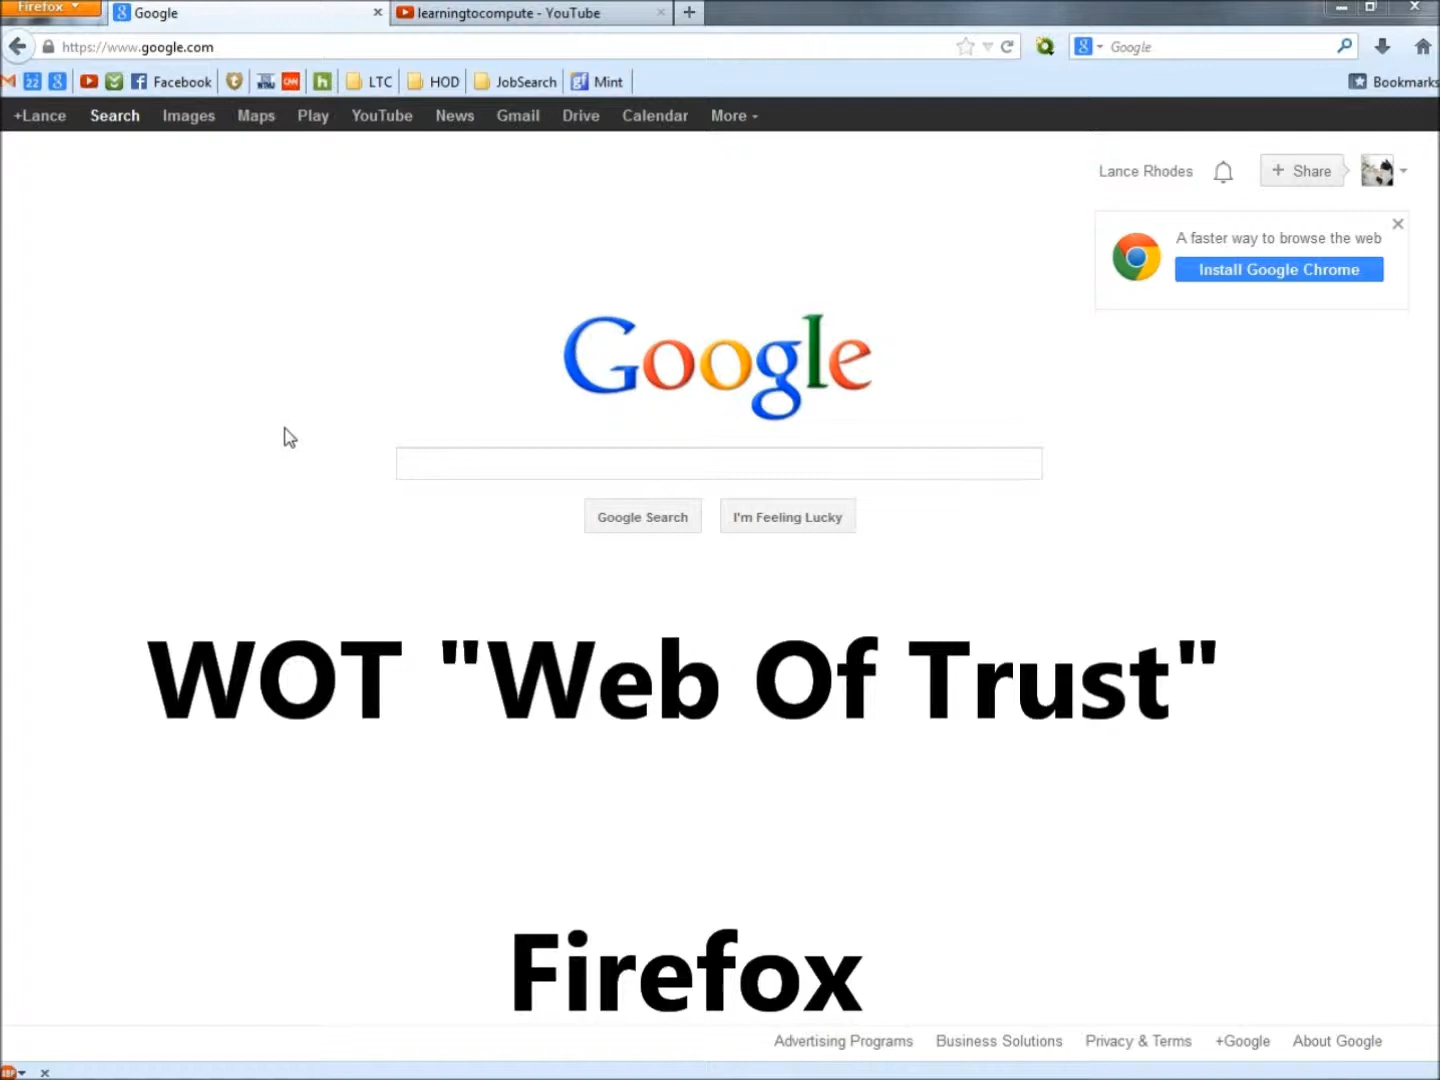 Firefox
Google
learningtocompute - YouTube
https://www.google.com
Google
22
Facebook
CNN
LTC
HOD
JobSearch
Mint
Bookmarks
+Lance
Search
Images
Maps
Play
YouTube
News
Gmail
Drive
Calendar
More
Lance Rhodes
+ Share
A faster way to browse the web
Install Google Chrome
Google
Google Search
I'm Feeling Lucky
WOT "Web Of Trust"
Firefox
Advertising Programs
Business Solutions
Privacy & Terms
+Google
About Google
ABP